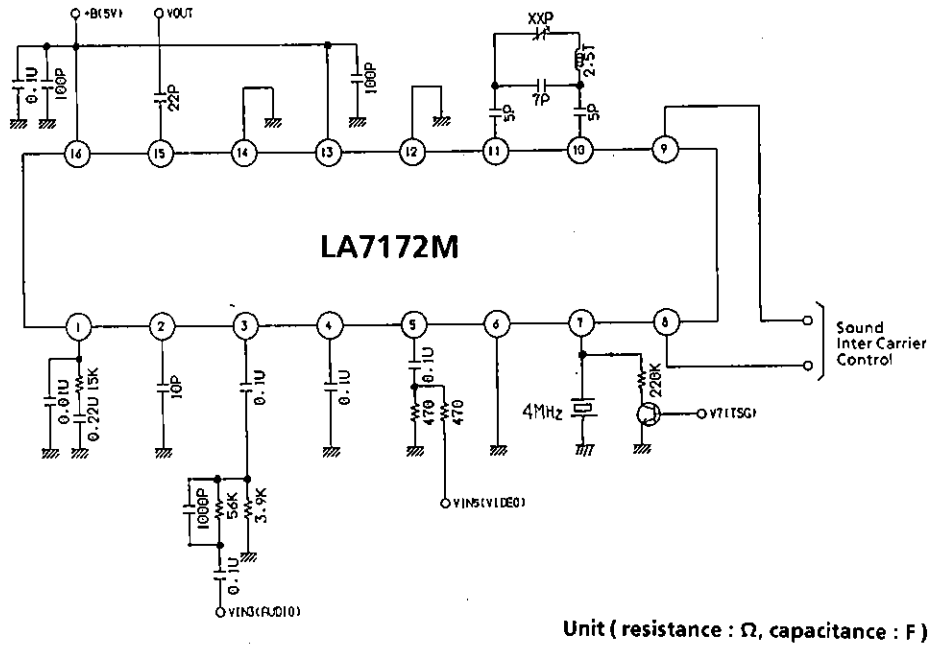 +B(5V)
VOUT
XXP
2.5T
0.1U
100P
22P
100P
7P
5P
5P
16
15
14
13
12
11
10
9
LA7172M
1
2
3
4
5
6
7
8
Sound
Inter Carrier
Control
0.01U
15K
0.22U
10P
0.1U
0.1U
0.1U
470
470
4MHz
220K
V7(TSG)
1000P
56K
3.9K
VIN5(VIDEO)
0.1U
VIN3(AUDIO)
Unit ( resistance : Ω, capacitance : F )